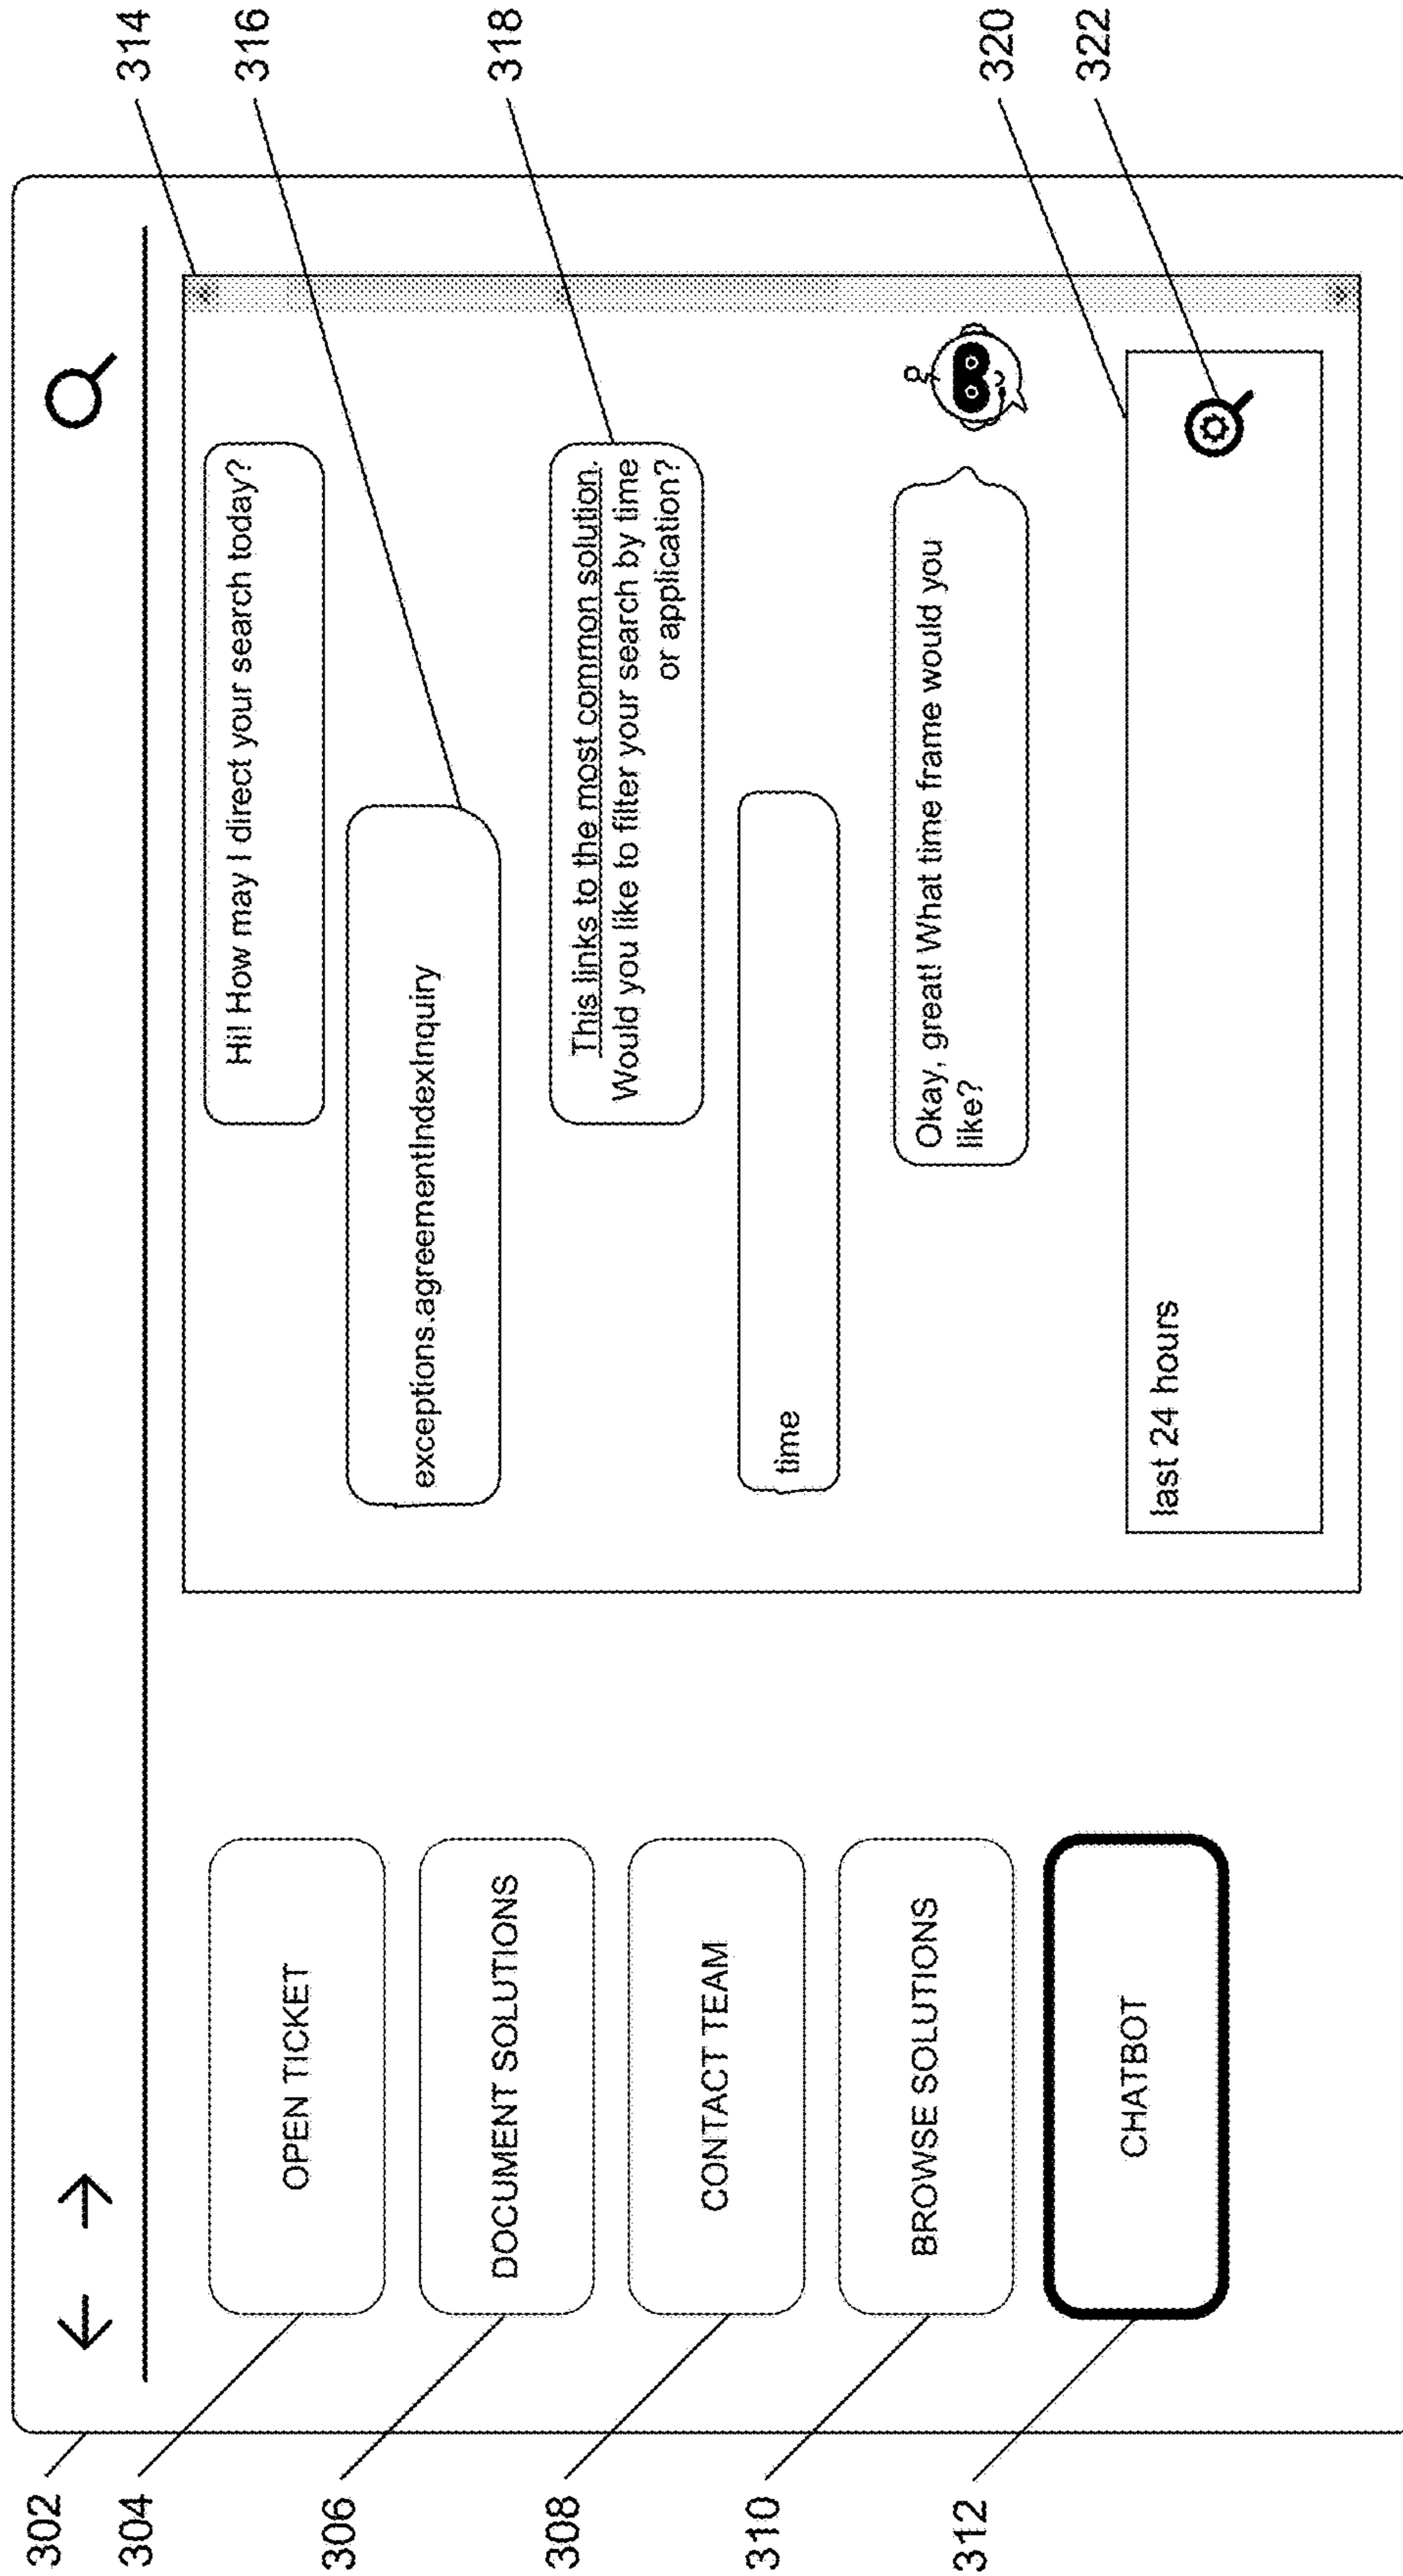 302
304
306
308
310
312
OPEN TICKET
DOCUMENT SOLUTIONS
CONTACT TEAM
BROWSE SOLUTIONS
CHATBOT
Hi! How may I direct your search today?
exceptions.agreementIndexInquiry
This links to the most common solution.
Would you like to filter your search by time
or application?
time
Okay, great! What time frame would you
like?
last 24 hours
314
316
318
320
322